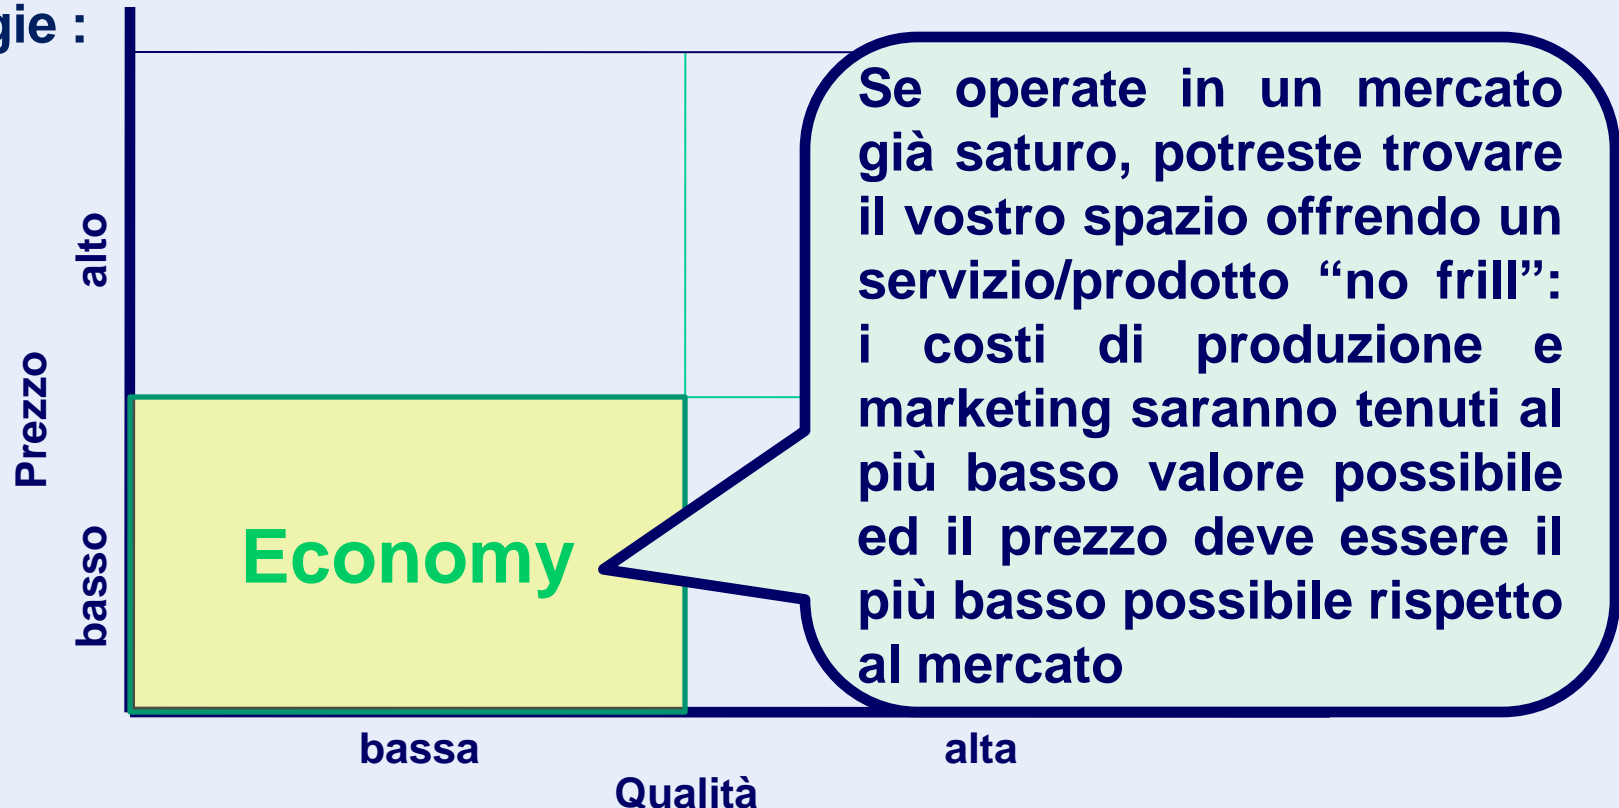 gie :
Se operate in un mercato
già saturo, potreste trovare
il vostro spazio offrendo un
servizio/prodotto “no frill”:
i costi di produzione e
marketing saranno tenuti al
più basso valore possibile
ed il prezzo deve essere il
più basso possibile rispetto
al mercato
alto
Prezzo
basso
Economy
bassa
alta
Qualità